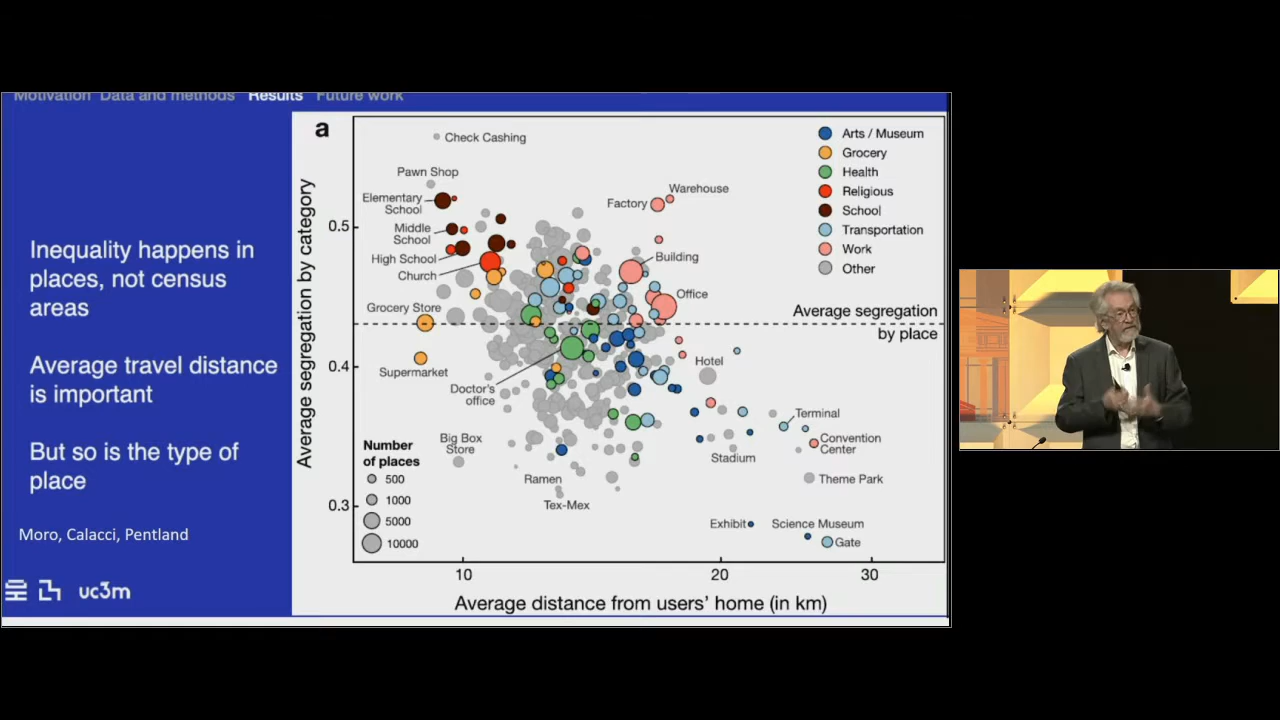 Motivation Data and methods Results Future work
Inequality happens in
places, not census
areas
Average travel distance
is important
But so is the type of
place
Moro, Calacci, Pentland
uc3m
a
Average segregation by category
0.5
0.4
0.3
Check Cashing
Pawn Shop
Elementary
School
Middle
School
High School
Church
Grocery Store
Supermarket
Factory
Warehouse
Building
Office
Doctor's
office
Hotel
Big Box
Store
Ramen
Tex-Mex
Stadium
Terminal
Convention
Center
Theme Park
Exhibit
Science Museum
Gate
Average segregation
by place
Arts / Museum
Grocery
Health
Religious
School
Transportation
Work
Other
Number
of places
500
1000
5000
10000
10
20
30
Average distance from users' home (in km)